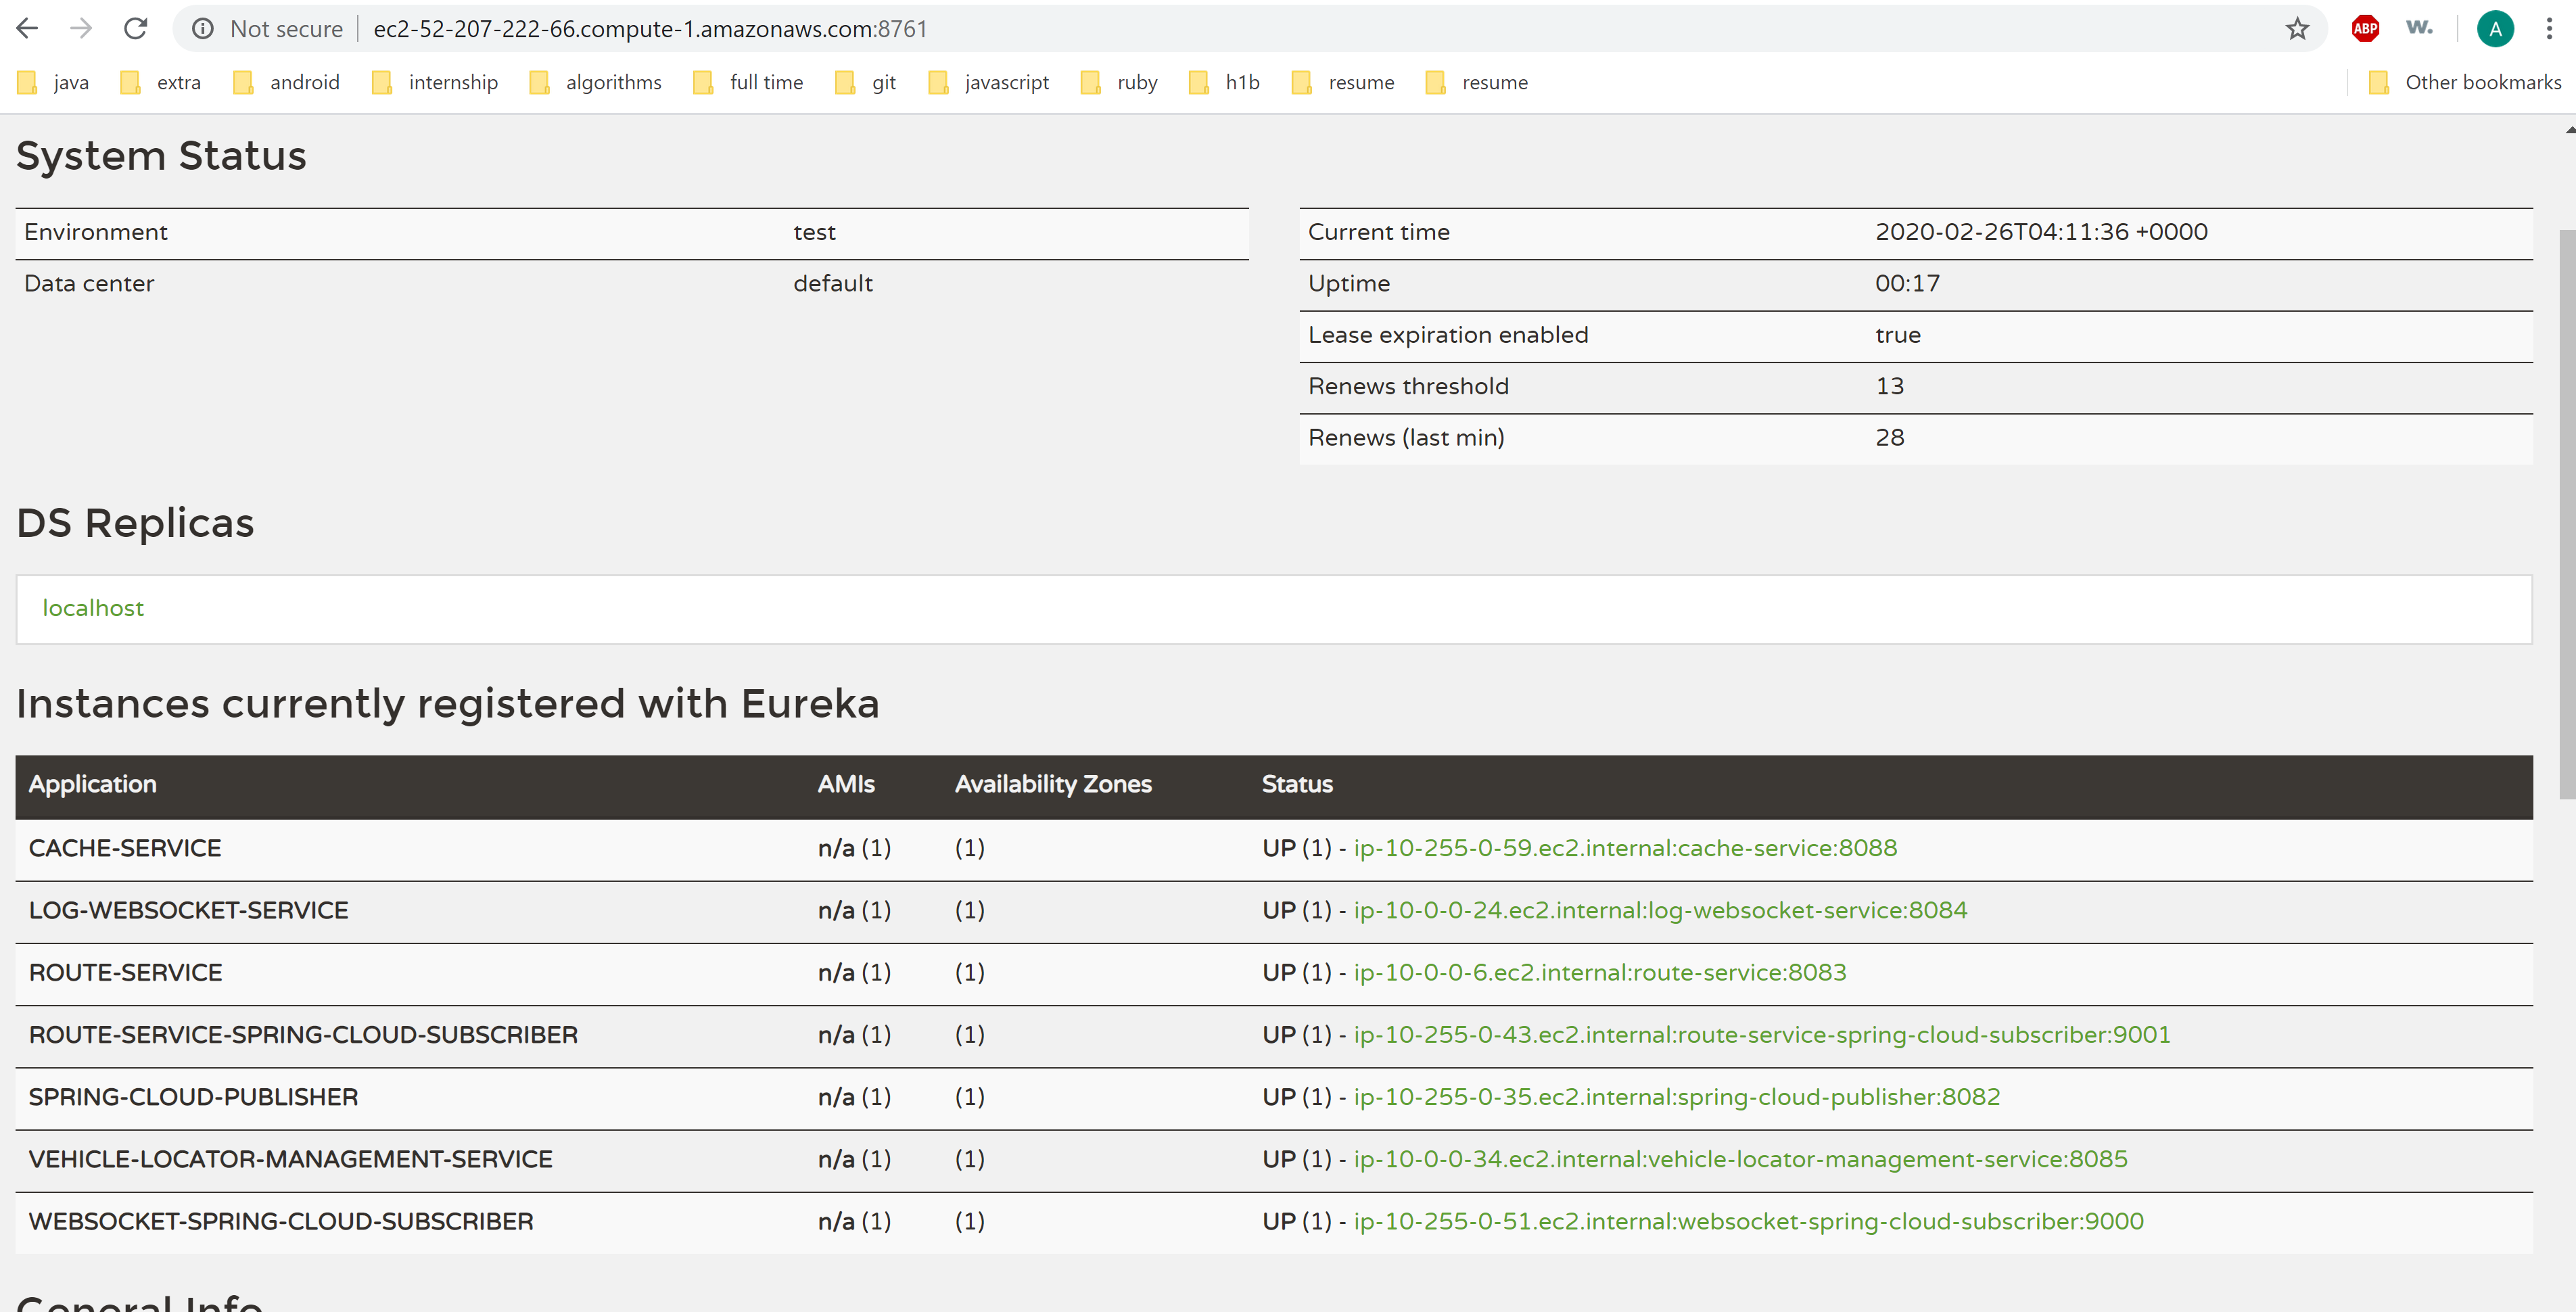 Not secure | ec2-52-207-222-66.compute-1.amazonaws.com:8761 ABP w. A
java extra android internship algorithms full time git javascript ruby h1b resume resume Other bookmarks
System Status
Environment test Current time 2020-02-26T04:11:36 +0000
Data center default Uptime 00:17
Lease expiration enabled true
Renews threshold 13
Renews (last min) 28
DS Replicas
localhost
Instances currently registered with Eureka
Application AMIs Availability Zones Status
CACHE-SERVICE n/a (1) (1) UP (1) - ip-10-255-0-59.ec2.internal:cache-service:8088
LOG-WEBSOCKET-SERVICE n/a (1) (1) UP (1) - ip-10-0-0-24.ec2.internal:log-websocket-service:8084
ROUTE-SERVICE n/a (1) (1) UP (1) - ip-10-0-0-6.ec2.internal:route-service:8083
ROUTE-SERVICE-SPRING-CLOUD-SUBSCRIBER n/a (1) (1) UP (1) - ip-10-255-0-43.ec2.internal:route-service-spring-cloud-subscriber:9001
SPRING-CLOUD-PUBLISHER n/a (1) (1) UP (1) - ip-10-255-0-35.ec2.internal:spring-cloud-publisher:8082
VEHICLE-LOCATOR-MANAGEMENT-SERVICE n/a (1) (1) UP (1) - ip-10-0-0-34.ec2.internal:vehicle-locator-management-service:8085
WEBSOCKET-SPRING-CLOUD-SUBSCRIBER n/a (1) (1) UP (1) - ip-10-255-0-51.ec2.internal:websocket-spring-cloud-subscriber:9000
General Info